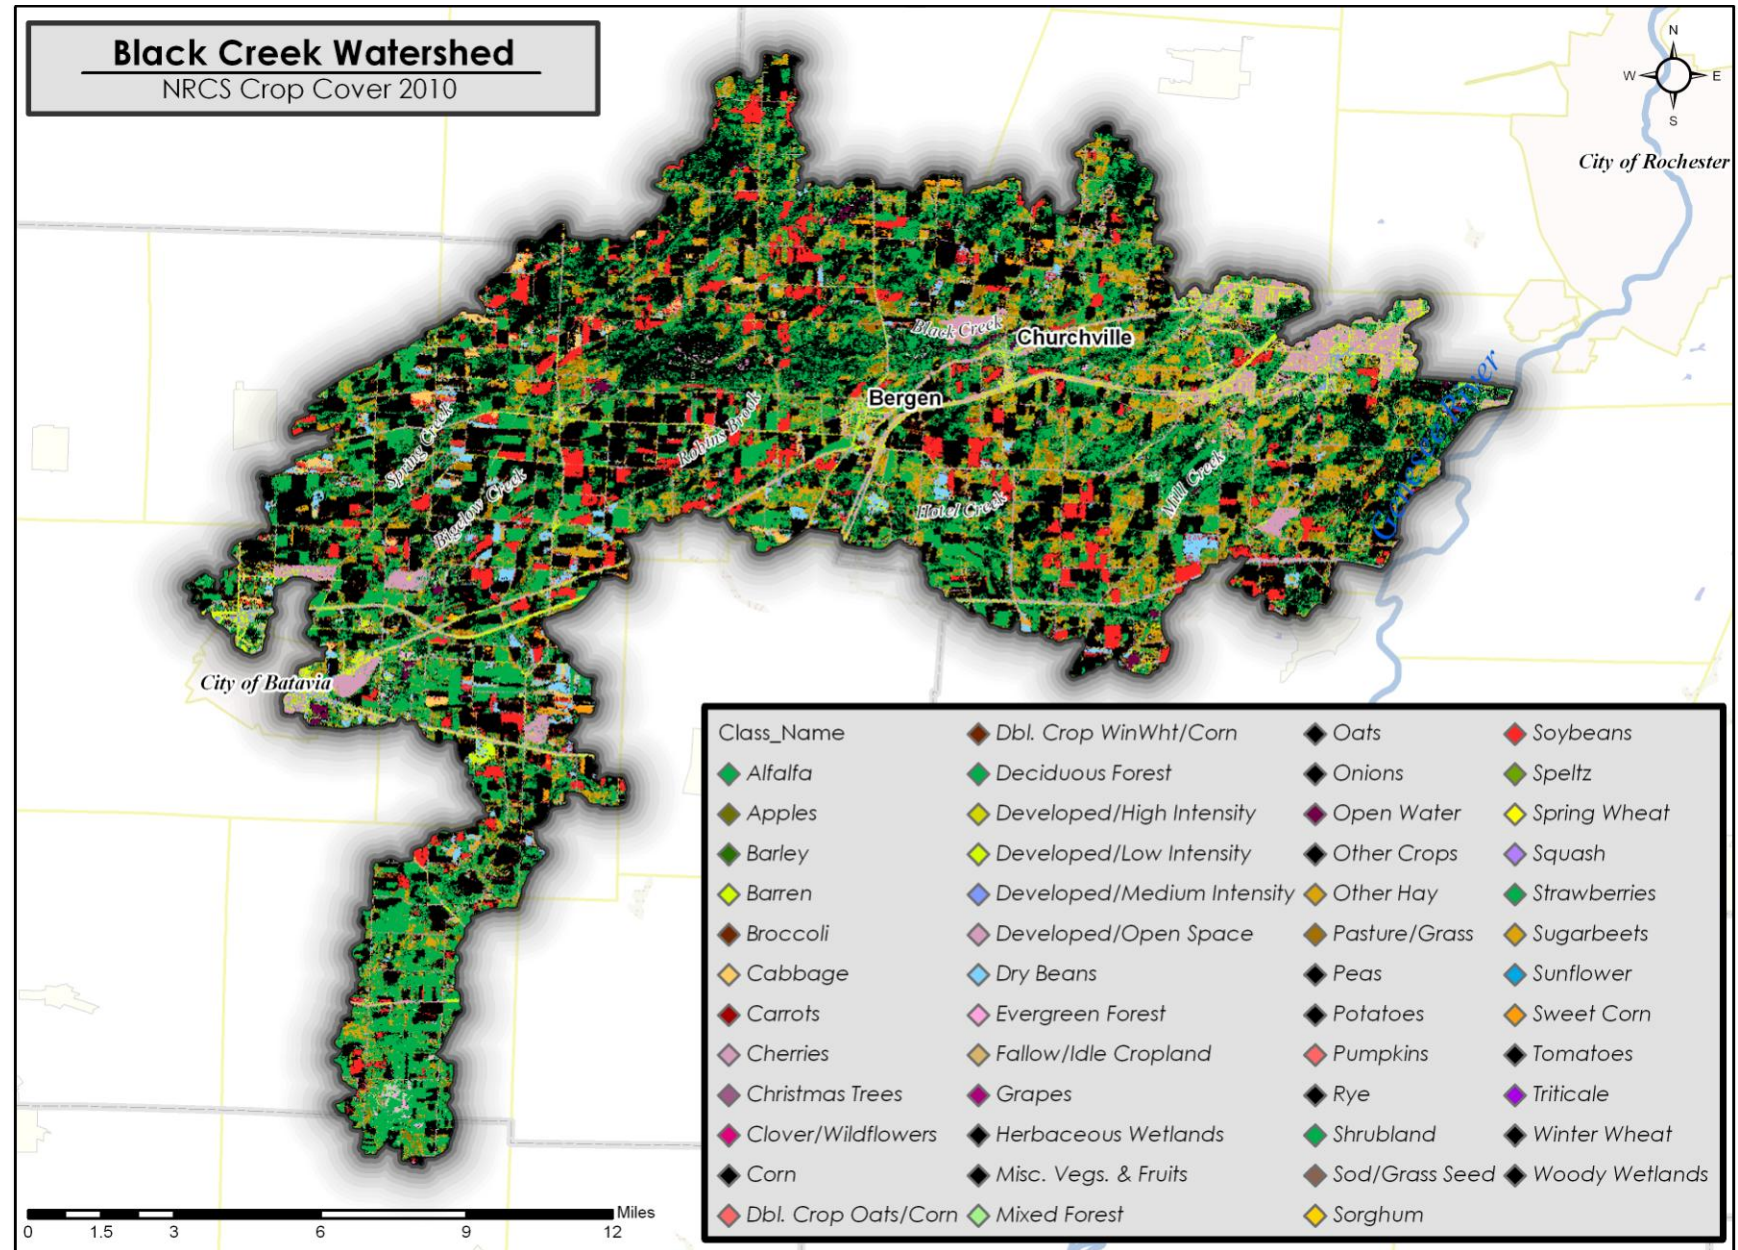 Black Creek Watershed
NRCS Crop Cover 2010
N
W E
S
City of Rochester
Black Creek
Churchville
Bergen
Genesee River
Spring Creek
Robins Brook
Bigelow Creek
Hotel Creek
Mill Creek
City of Batavia
Class_Name
Alfalfa
Apples
Barley
Barren
Broccoli
Cabbage
Carrots
Cherries
Christmas Trees
Clover/Wildflowers
Corn
Dbl. Crop Oats/Corn
Dbl. Crop WinWht/Corn
Deciduous Forest
Developed/High Intensity
Developed/Low Intensity
Developed/Medium Intensity
Developed/Open Space
Dry Beans
Evergreen Forest
Fallow/Idle Cropland
Grapes
Herbaceous Wetlands
Misc. Vegs. & Fruits
Mixed Forest
Oats
Onions
Open Water
Other Crops
Other Hay
Pasture/Grass
Peas
Potatoes
Pumpkins
Rye
Shrubland
Sod/Grass Seed
Sorghum
Soybeans
Speltz
Spring Wheat
Squash
Strawberries
Sugarbeets
Sunflower
Sweet Corn
Tomatoes
Triticale
Winter Wheat
Woody Wetlands
Miles
0 1.5 3 6 9 12